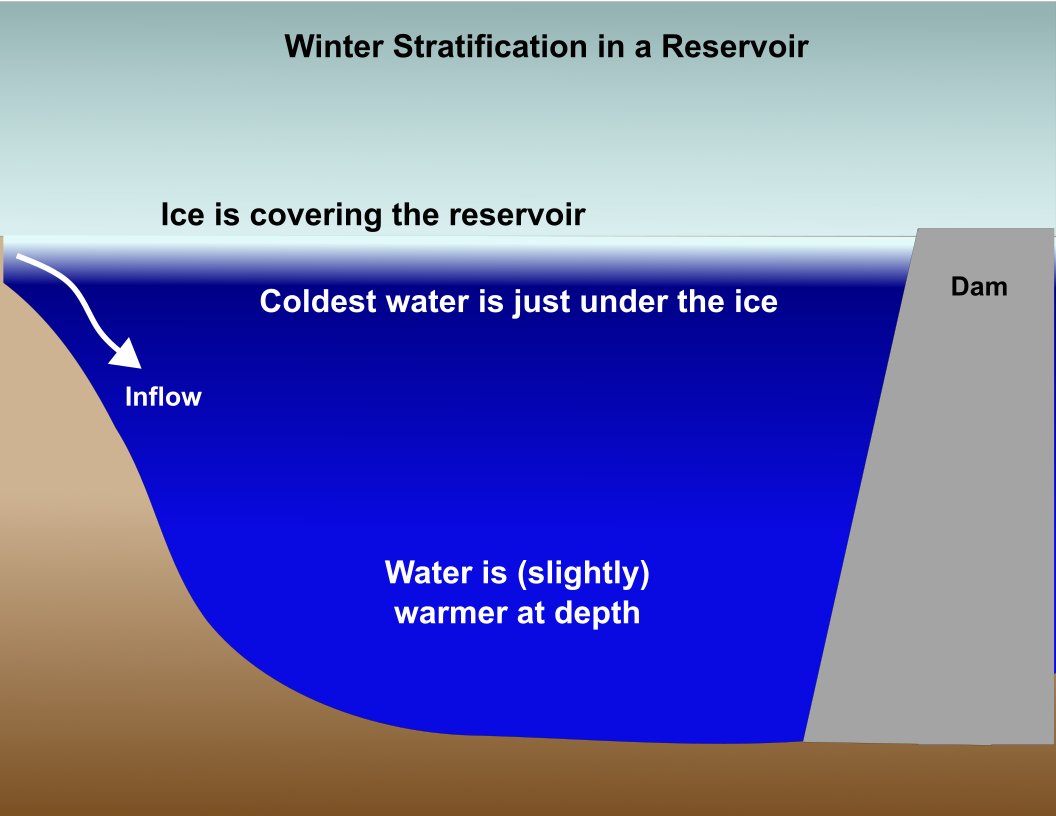 Winter Stratification in a Reservoir
Ice is covering the reservoir
Dam
Coldest water is just under the ice
Inflow
Water is (slightly)
warmer at depth